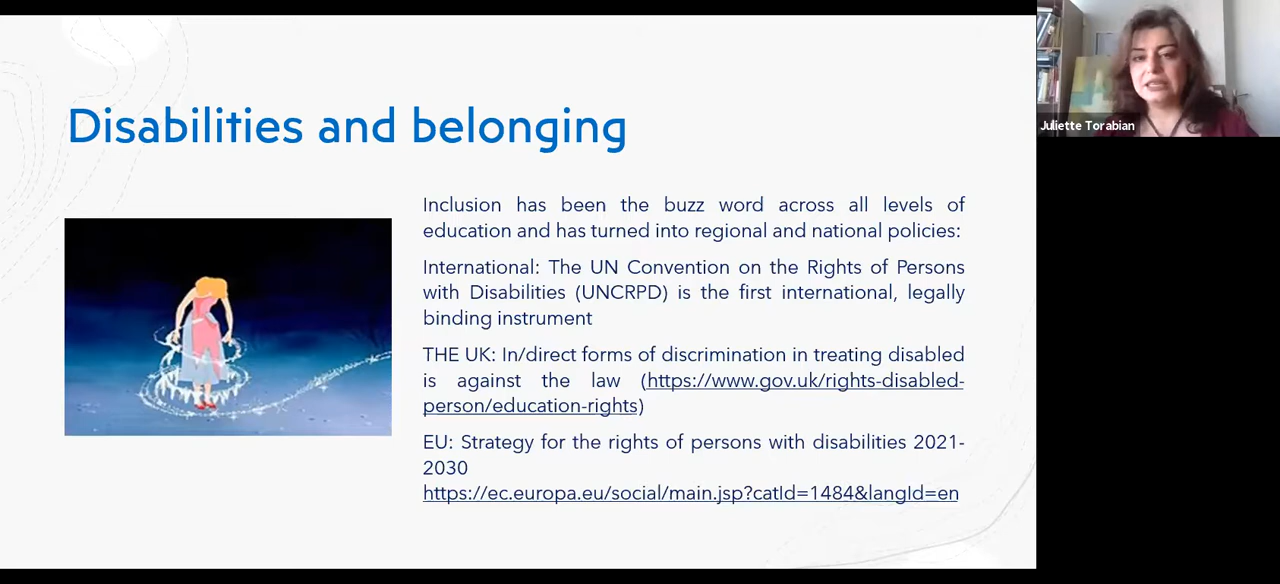 Disabilities and belonging
Inclusion has been the buzz word across all levels of
education and has turned into regional and national policies:
International: The UN Convention on the Rights of Persons
with Disabilities (UNCRPD) is the first international, legally
binding instrument
THE UK: In/direct forms of discrimination in treating disabled
is against the law (https://www.gov.uk/rights-disabled-
person/education-rights)
EU: Strategy for the rights of persons with disabilities 2021-
2030
https://ec.europa.eu/social/main.jsp?catId=1484&langId=en
Juliette Torabian